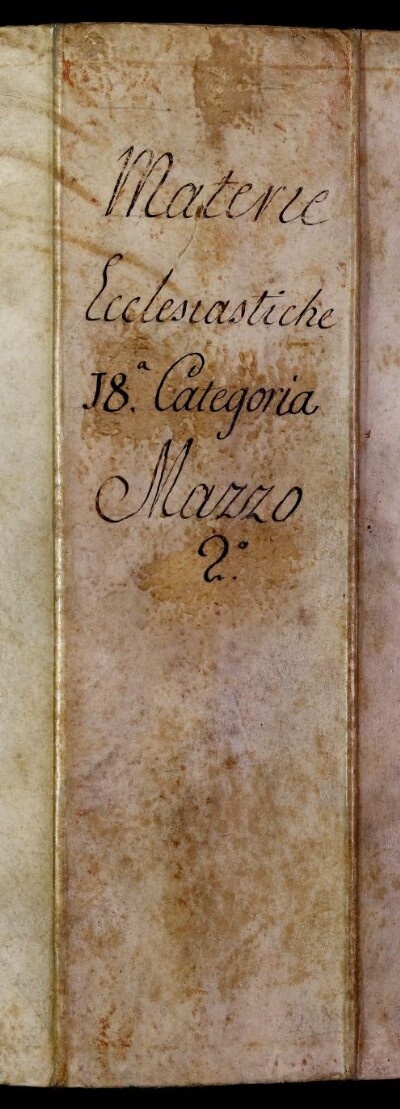 Materie
Ecclesiastiche
18.ª Categoria
Mazzo
2.º